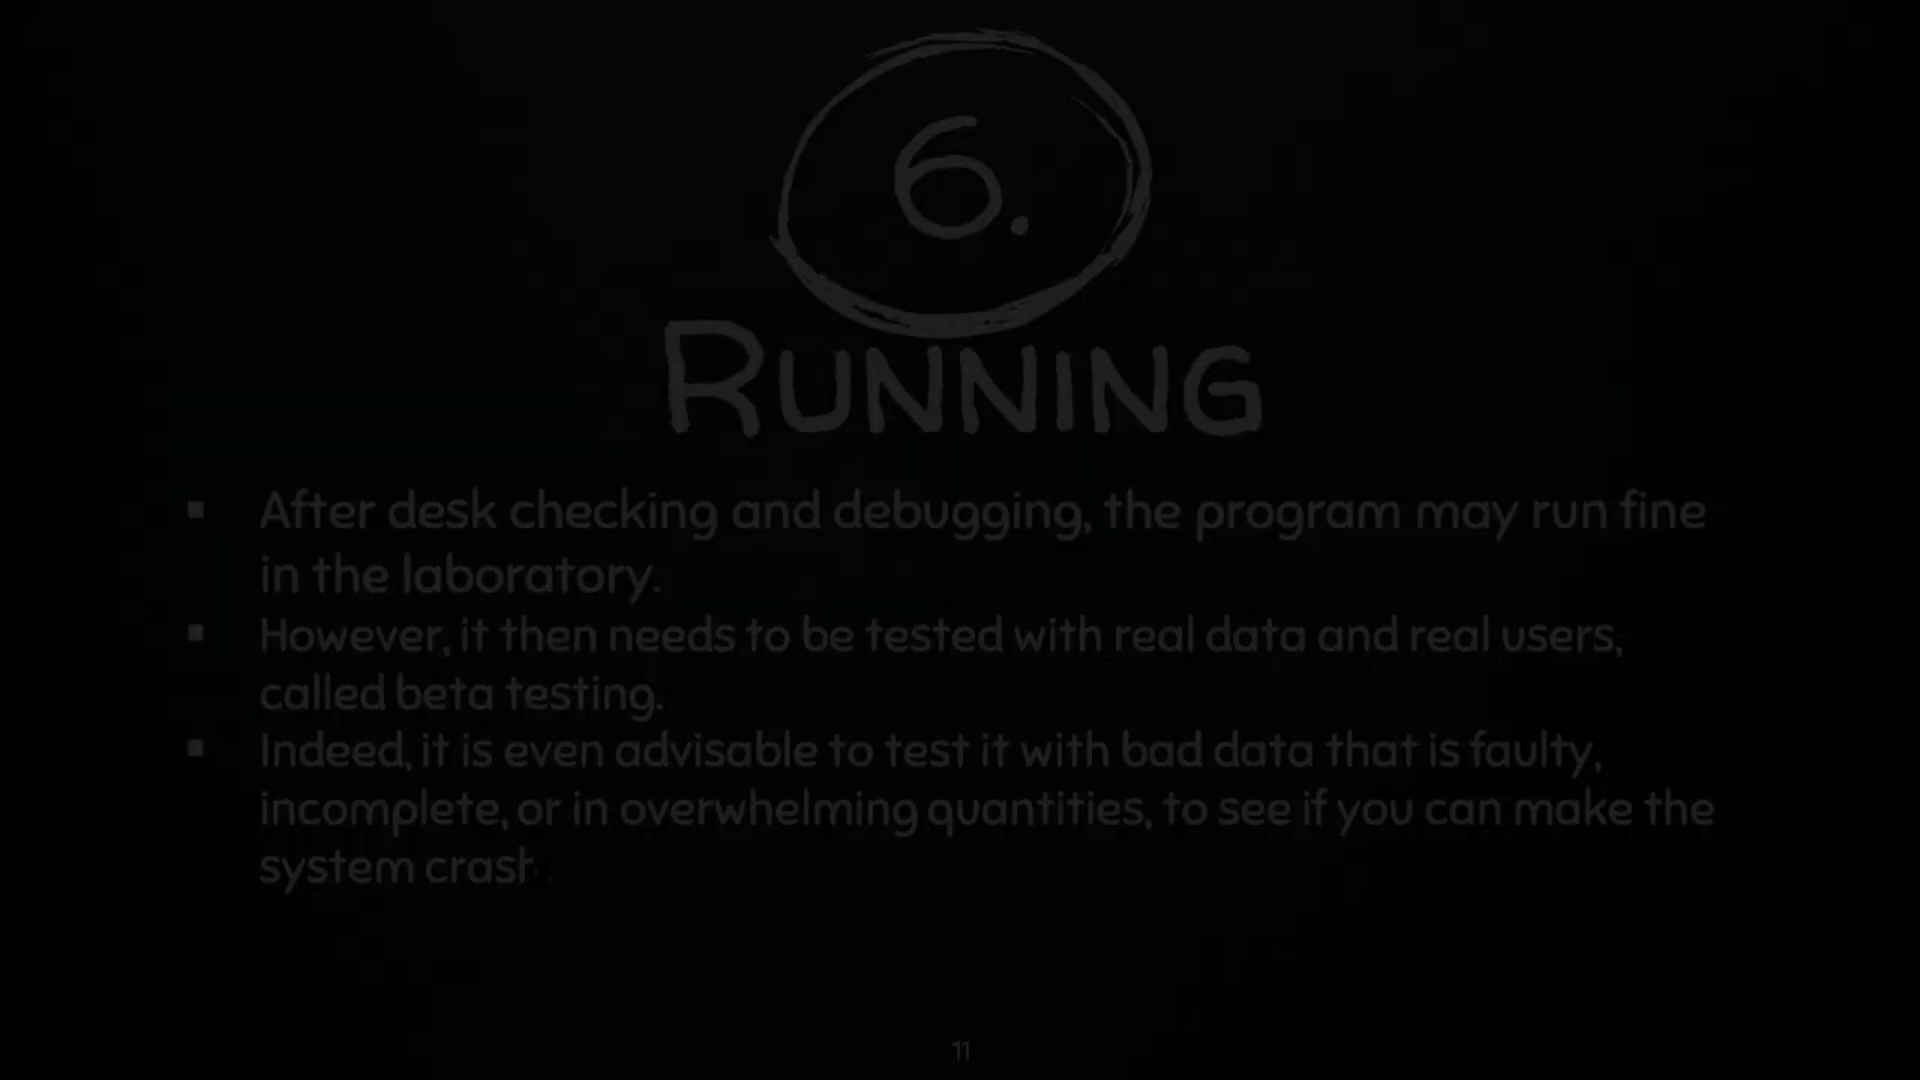 6.
RUNNING
▪ After desk checking and debugging, the program may run fine
in the laboratory.
▪ However, it then needs to be tested with real data and real users,
called beta testing.
▪ Indeed, it is even advisable to test it with bad data that is faulty,
incomplete, or in overwhelming quantities, to see if you can make the
system crash
11